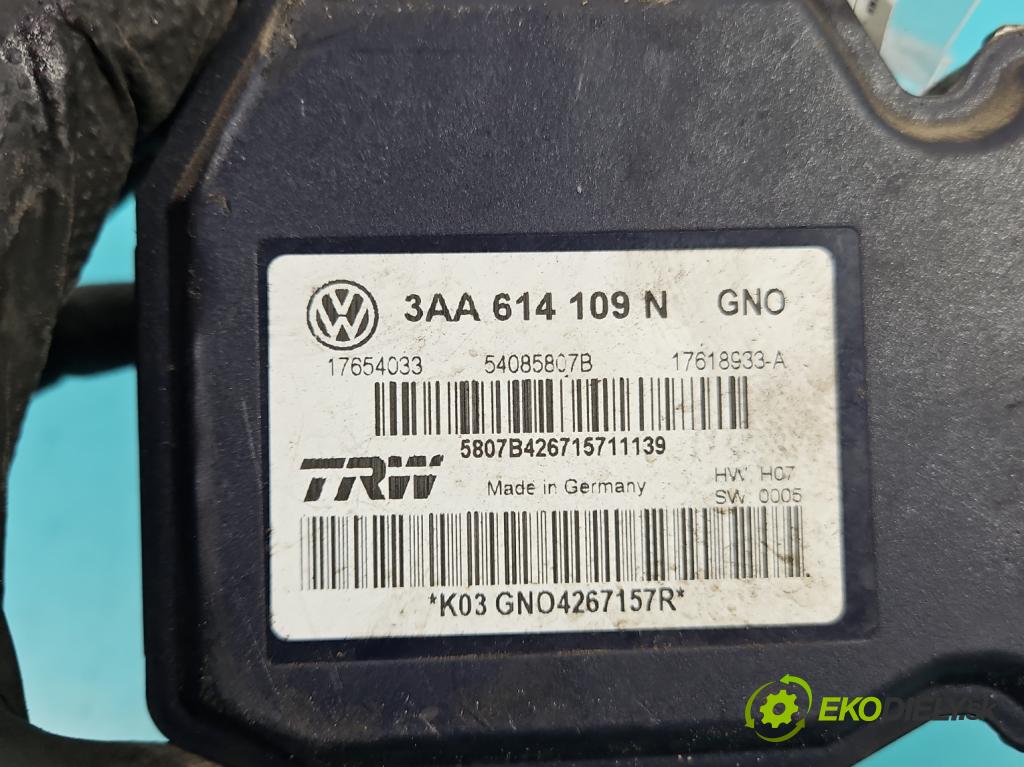 VW 3AA 614 109 N GNO
17654033 54085807B 17618933-A
5807B426715711139
TRW Made in Germany HW H07
SW 0005
*K03 GNO4267157R*
EKODIELY.sk